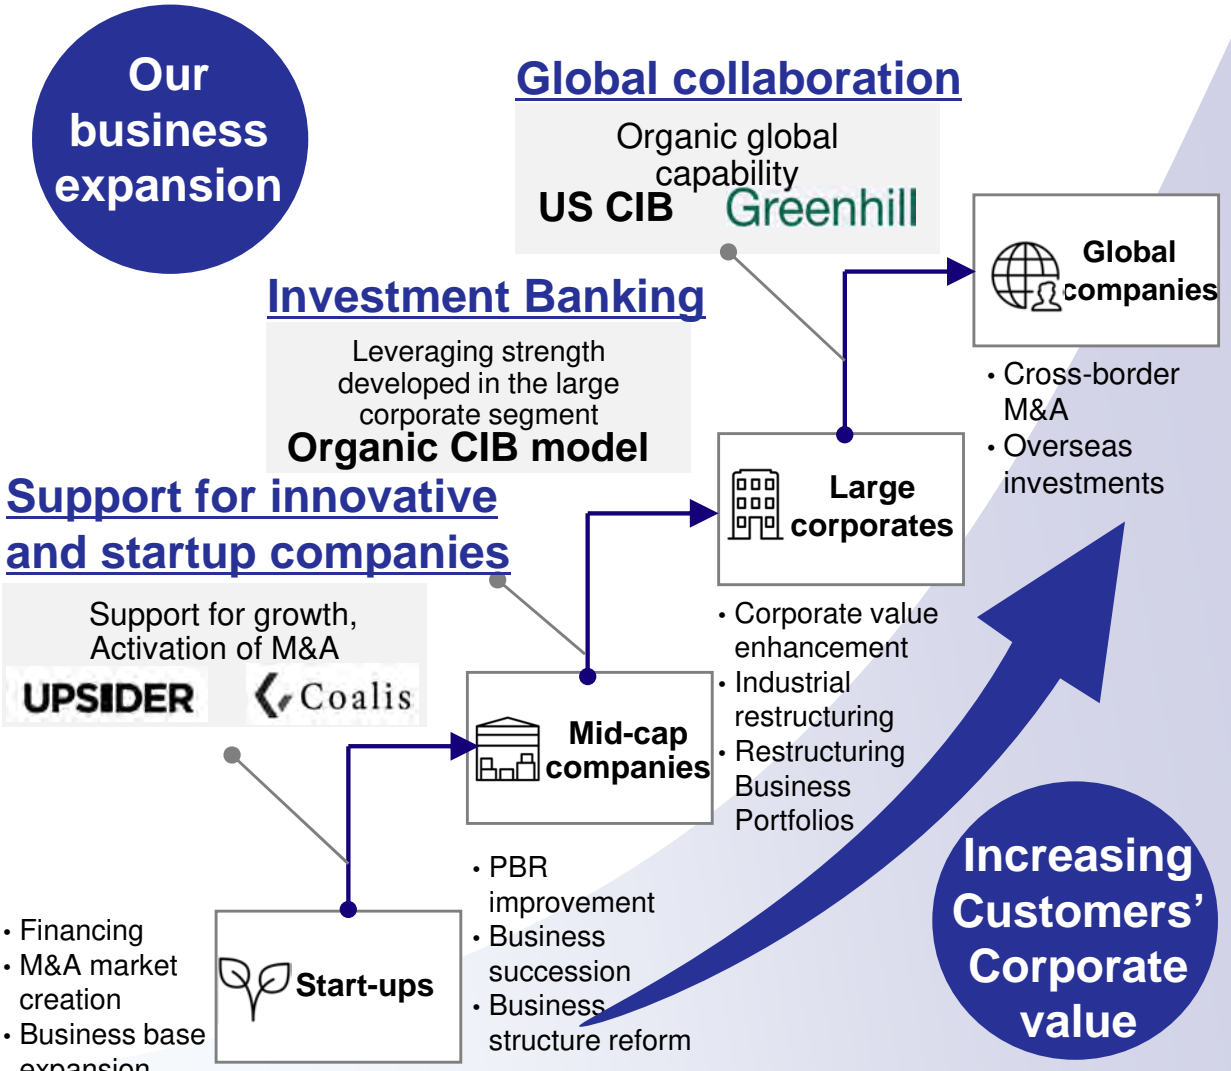 Our
business
expansion
Global collaboration
Organic global
capability
US CIB
Greenhill
Global
companies
• Cross-border
M&A
• Overseas
investments
Investment Banking
Leveraging strength
developed in the large
corporate segment
Organic CIB model
Large
corporates
• Corporate value
enhancement
• Industrial
restructuring
• Restructuring
Business
Portfolios
Support for innovative
and startup companies
Support for growth,
Activation of M&A
UPSIDER
Coalis
Mid-cap
companies
• PBR
improvement
• Business
succession
• Business
structure reform
Start-ups
• Financing
• M&A market
creation
• Business base
expansion
Increasing
Customers’
Corporate
value